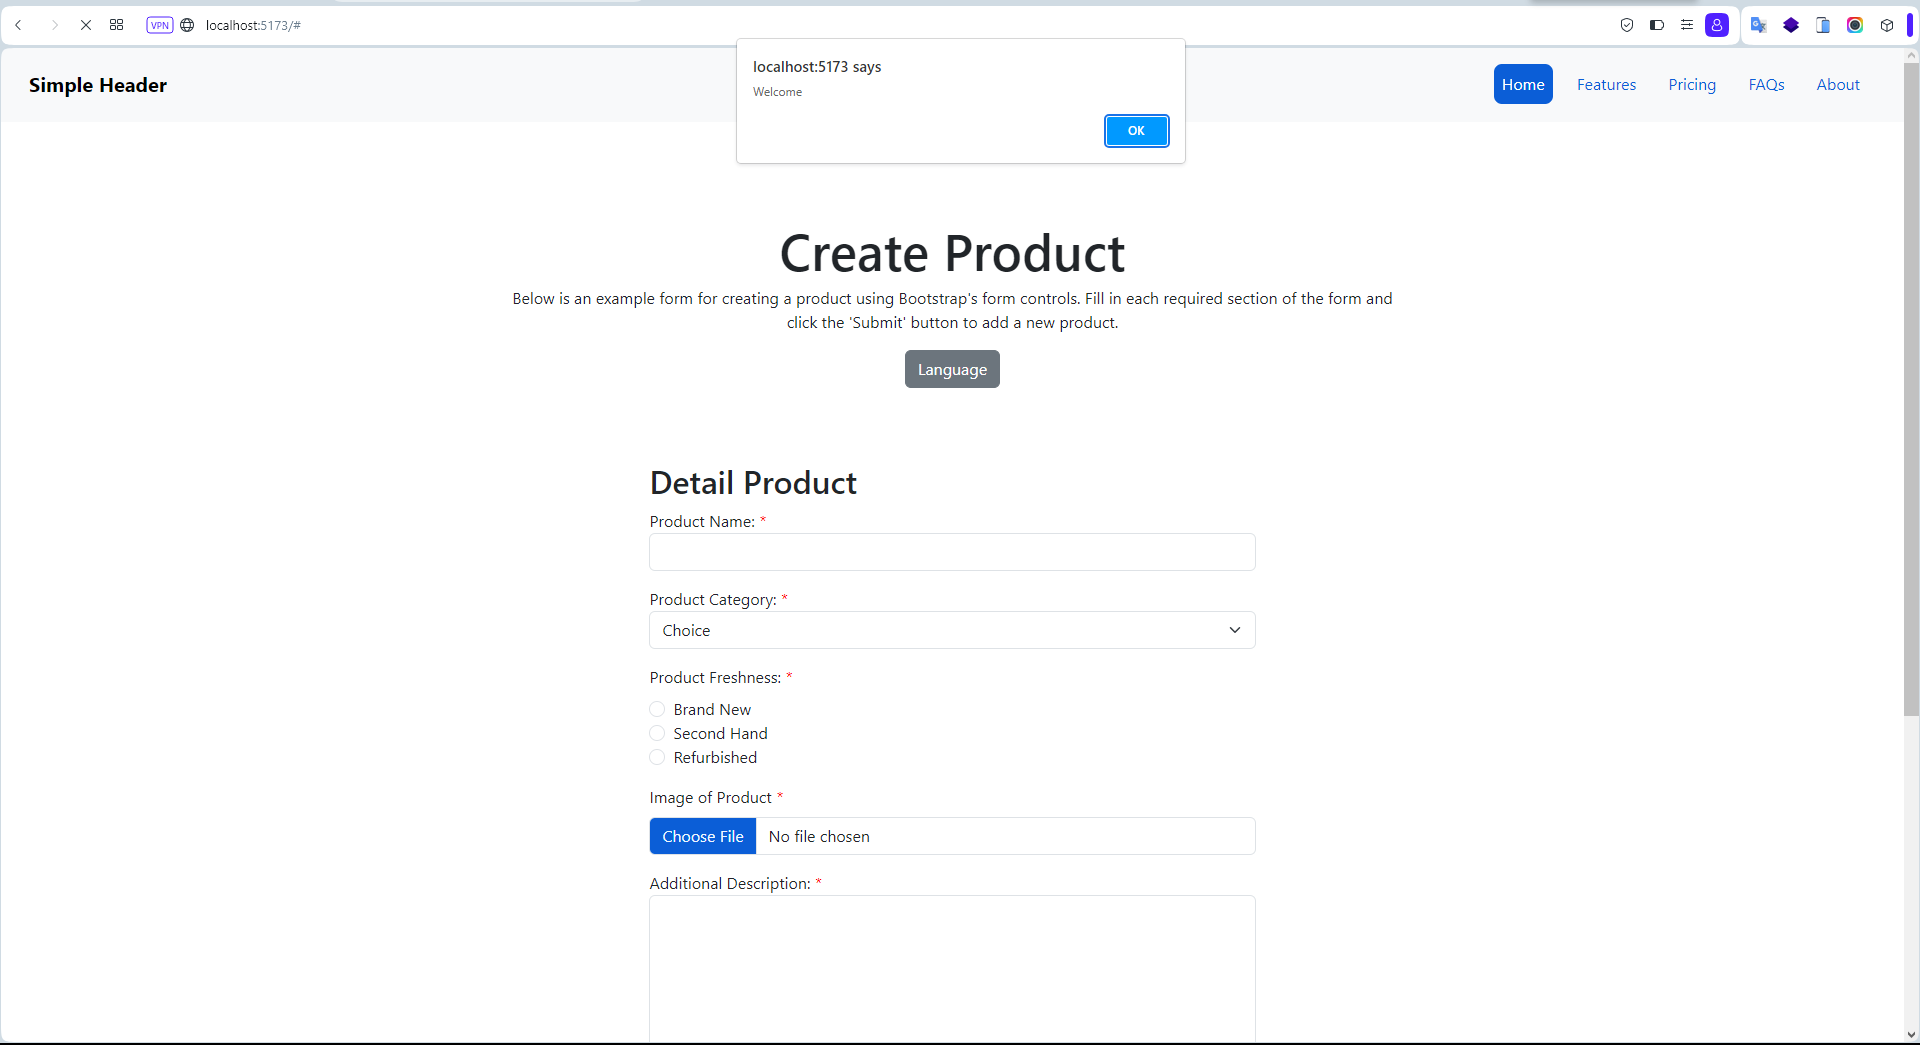 VPN
localhost:5173/#
localhost:5173 says
Welcome
OK
Simple Header
Home
Features
Pricing
FAQs
About
Create Product
Below is an example form for creating a product using Bootstrap's form controls. Fill in each required section of the form and
click the 'Submit' button to add a new product.
Language
Detail Product
Product Name: *
Product Category: *
Choice
Product Freshness: *
Brand New
Second Hand
Refurbished
Image of Product *
Choose File
No file chosen
Additional Description: *